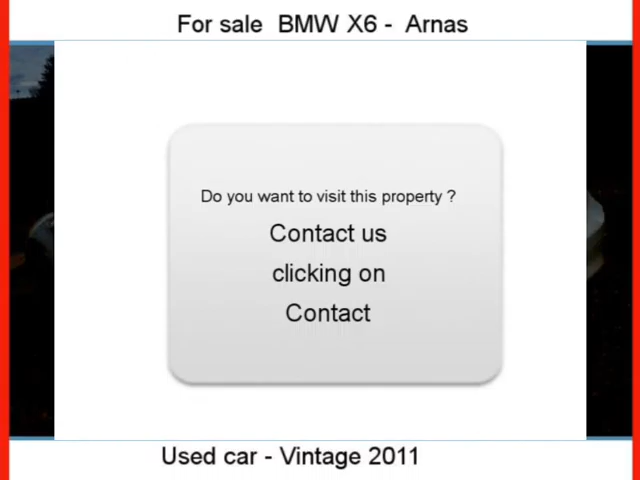 For sale BMW X6 - Arnas
Do you want to visit this property ?
Contact us
clicking on
Contact
Used car - Vintage 2011